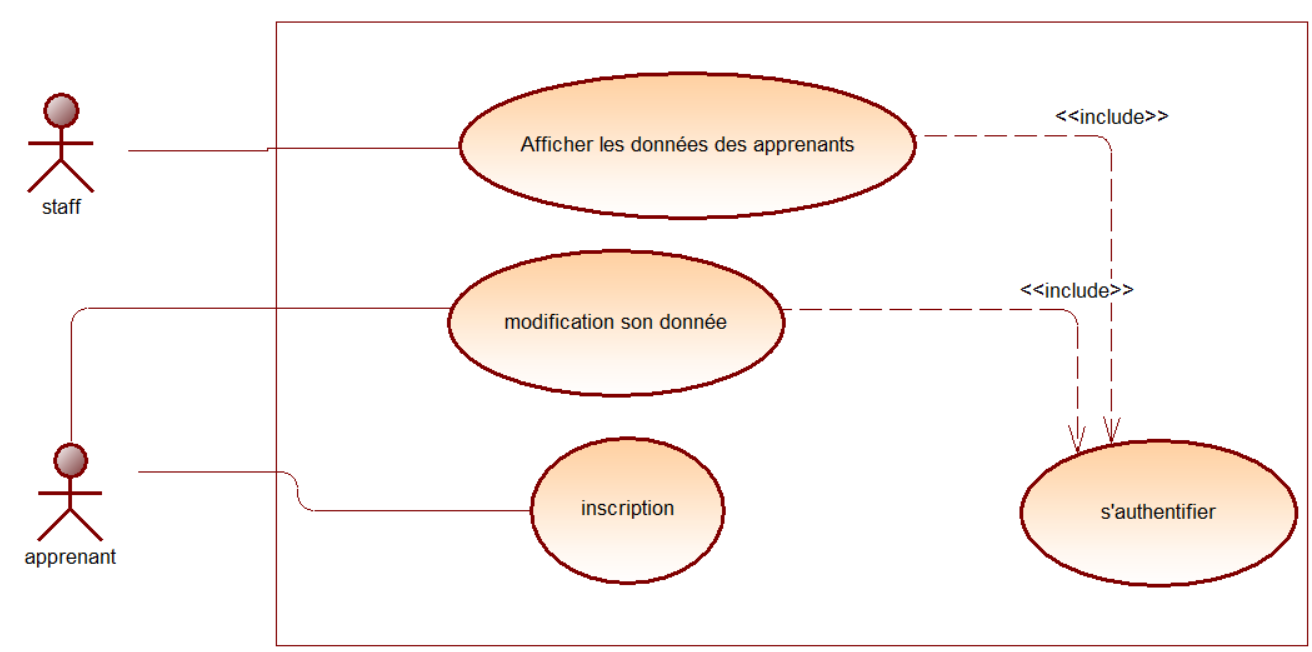 <<include>>
Afficher les données des apprenants
staff
<<include>>
modification son donnée
inscription
s'authentifier
apprenant